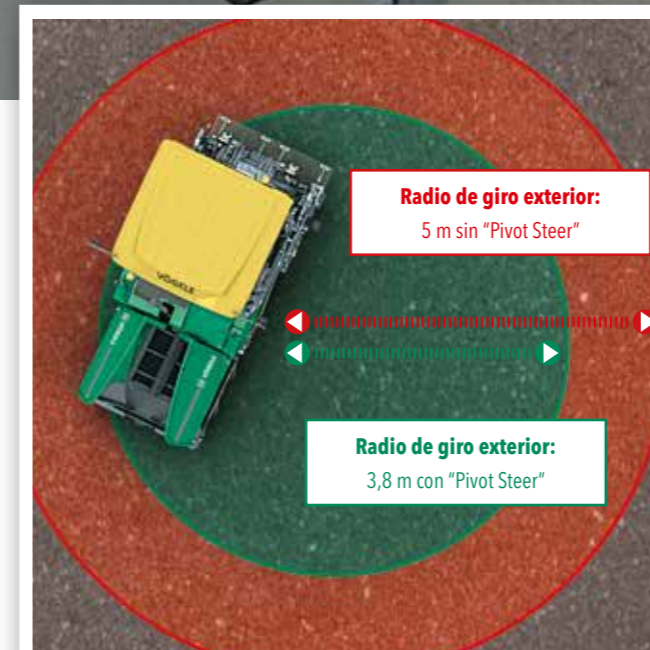 VÖGELE
Radio de giro exterior:
5 m sin "Pivot Steer"
Radio de giro exterior:
3,8 m con "Pivot Steer"